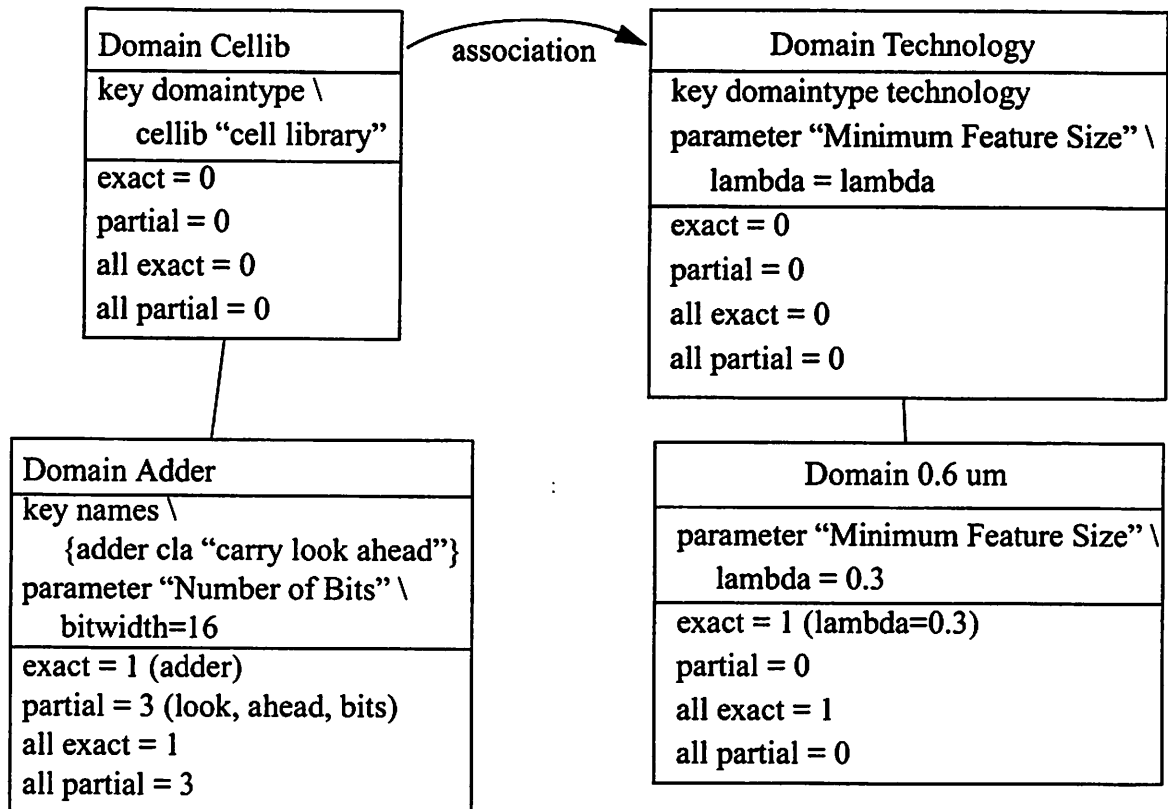 Domain Cellib
key domaintype \
cellib “cell library”
exact = 0
partial = 0
all exact = 0
all partial = 0
association
Domain Technology
key domaintype technology
parameter “Minimum Feature Size” \
lambda = lambda
exact = 0
partial = 0
all exact = 0
all partial = 0
Domain Adder
key names \
{adder cla “carry look ahead”}
parameter “Number of Bits” \
bitwidth=16
exact = 1 (adder)
partial = 3 (look, ahead, bits)
all exact = 1
all partial = 3
Domain 0.6 um
parameter “Minimum Feature Size” \
lambda = 0.3
exact = 1 (lambda=0.3)
partial = 0
all exact = 1
all partial = 0